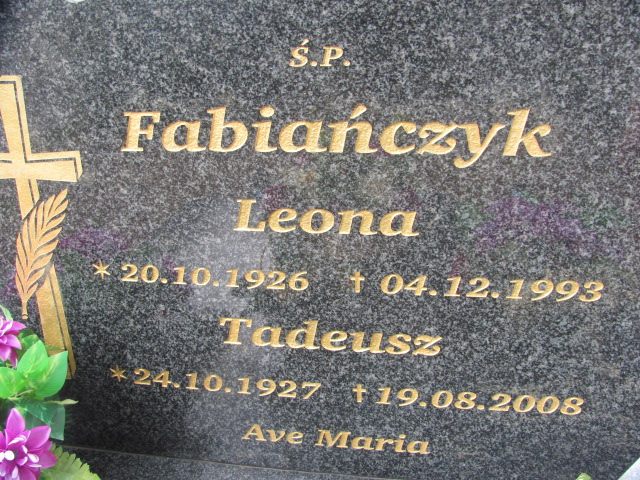 Ś.P.
Fabiańczyk
Leona
* 20.10.1926 † 04.12.1993
Tadeusz
* 24.10.1927 † 19.08.2008
Ave Maria